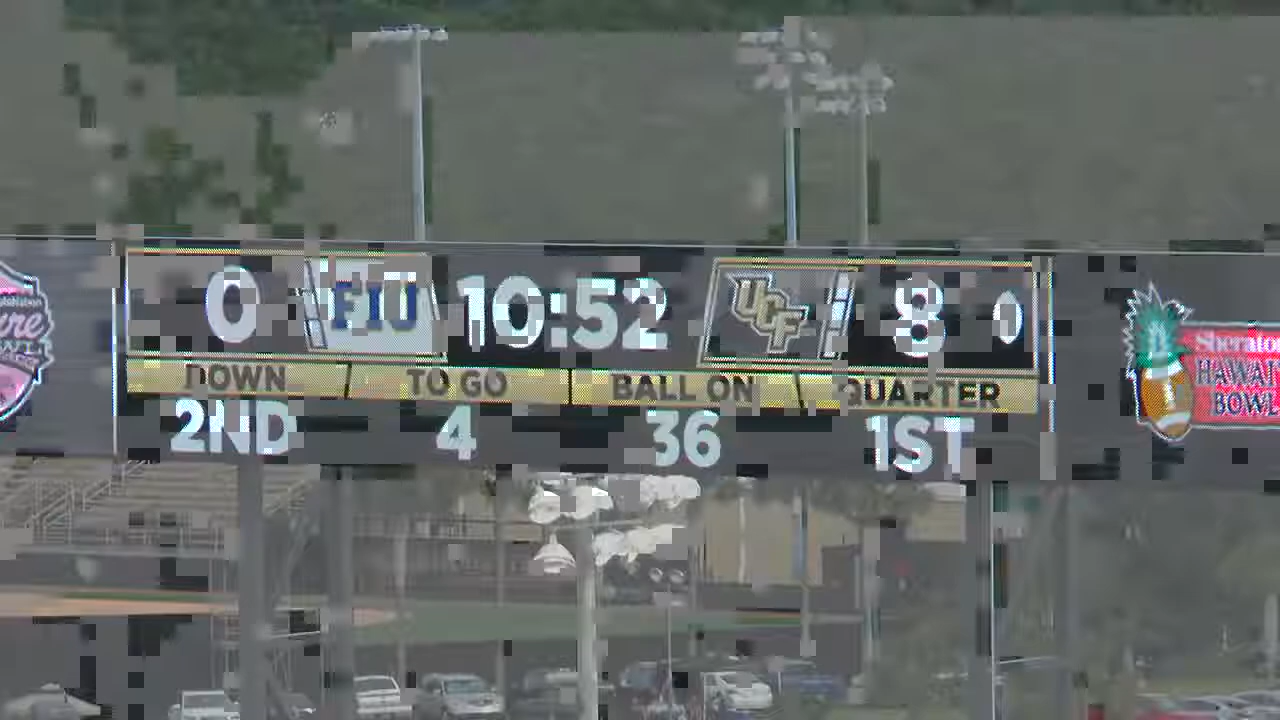 0 FIU 10:52 UCF 8 0
DOWN TO GO BALL ON QUARTER
2ND 4 36 1ST
Sheraton
HAWAI
BOWL